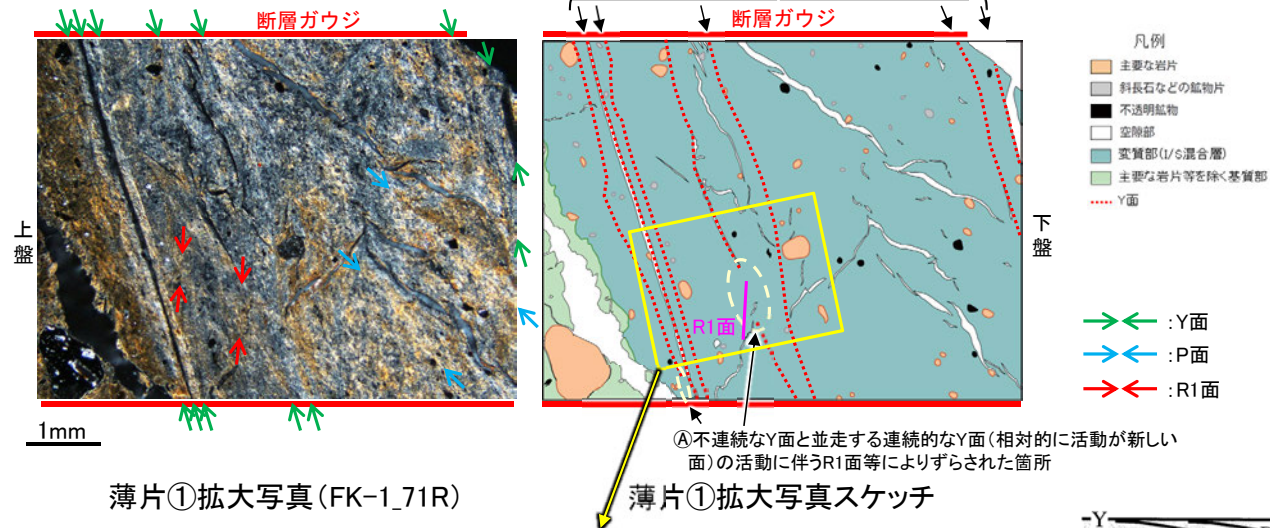 断層ガウジ
断層ガウジ
上
盤
下
盤
凡例
主要な岩片
斜長石などの鉱物片
不透明鉱物
空隙部
変質部(I/S混合層)
主要な岩片等を除く基質部
Y面
R1面
:Y面
:P面
:R1面
1mm
Ⓐ不連続なY面と並走する連続的なY面(相対的に活動が新しい
面)の活動に伴うR1面等によりずらされた箇所
薄片①拡大写真(FK-1_71R)
薄片①拡大写真スケッチ
Y